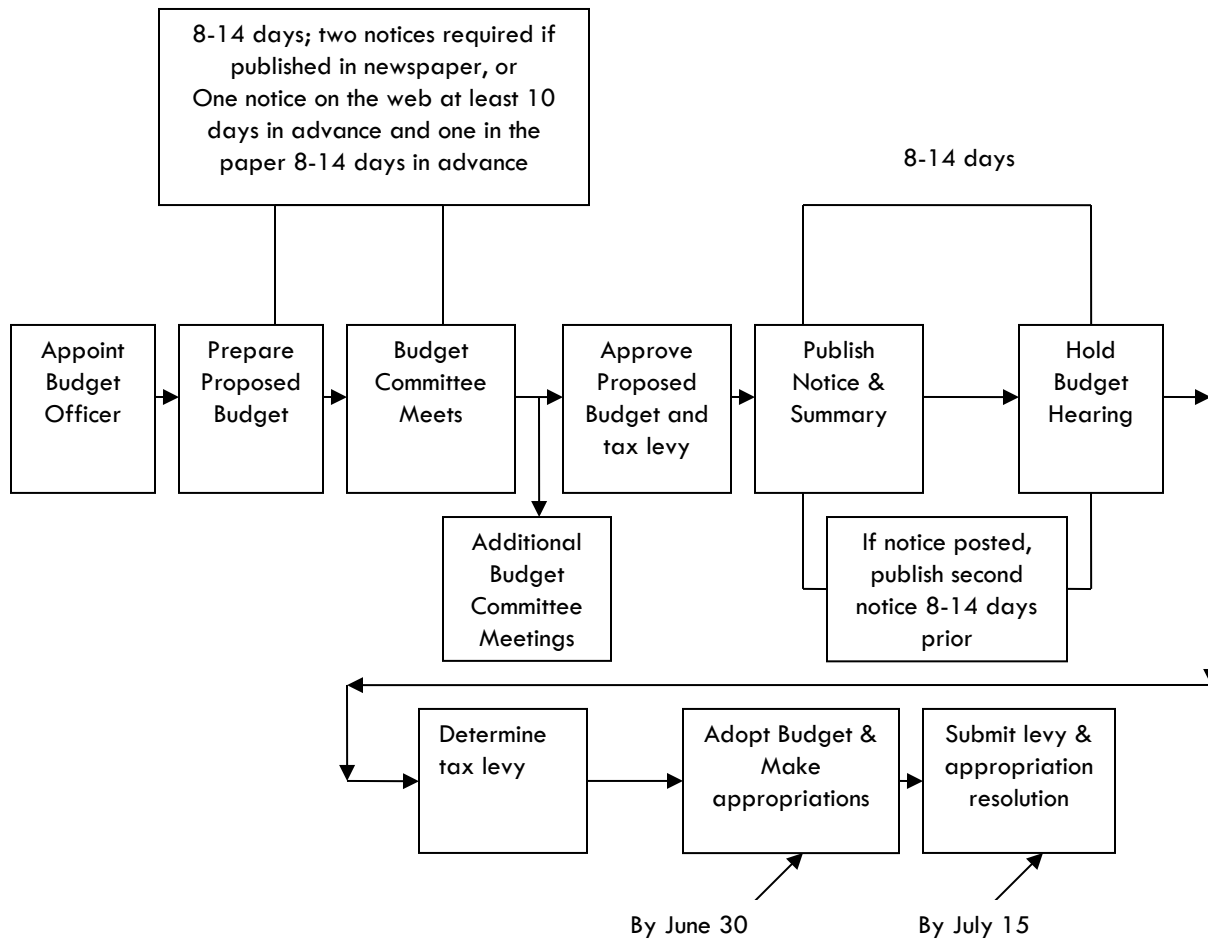 8-14 days; two notices required if
published in newspaper, or
One notice on the web at least 10
days in advance and one in the
paper 8-14 days in advance
8-14 days
Appoint
Budget
Officer
Prepare
Proposed
Budget
Budget
Committee
Meets
Approve
Proposed
Budget and
tax levy
Publish
Notice &
Summary
Hold
Budget
Hearing
Additional
Budget
Committee
Meetings
If notice posted,
publish second
notice 8-14 days
prior
Determine
tax levy
Adopt Budget &
Make
appropriations
Submit levy &
appropriation
resolution
By June 30
By July 15